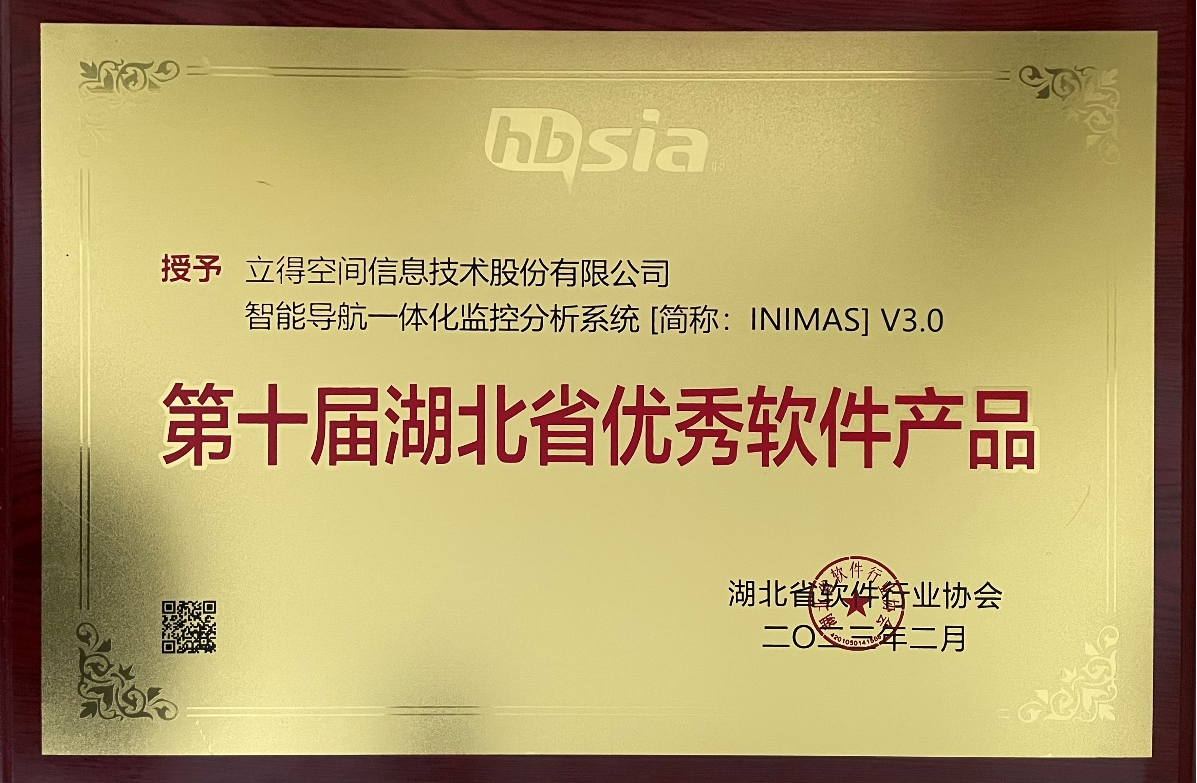 hbsia
授予 立得空间信息技术股份有限公司
智能导航一体化监控分析系统 [简称：INIMAS] V3.0
第十届湖北省优秀软件产品
湖北省软件行业协会
二〇二三年二月